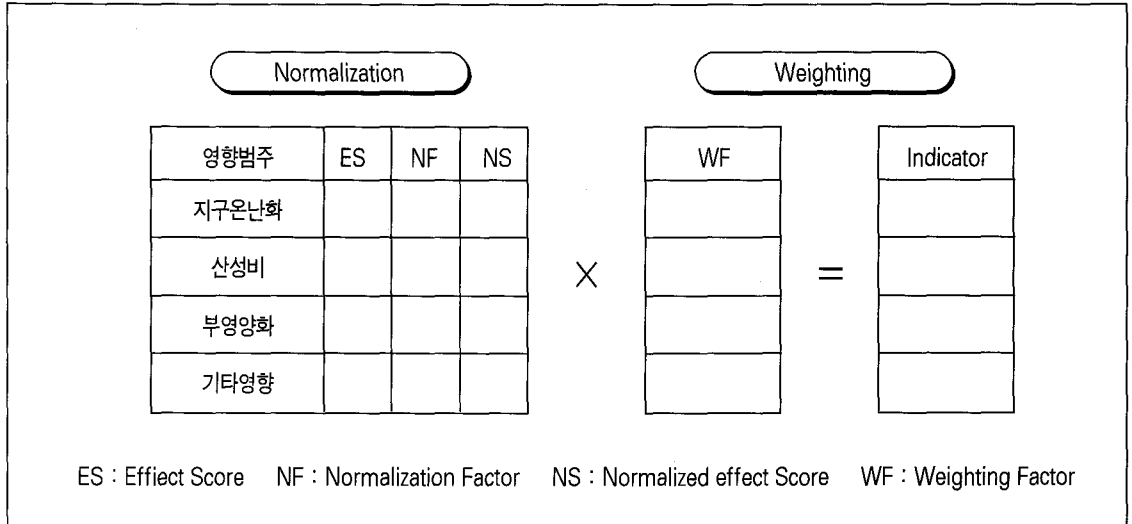 Normalization Weighting
영향범주 ES NF NS WF Indicator
지구온난화
산성비
× =
부영양화
기타영향
ES : Effiect Score NF : Normalization Factor NS : Normalized effect Score WF : Weighting Factor